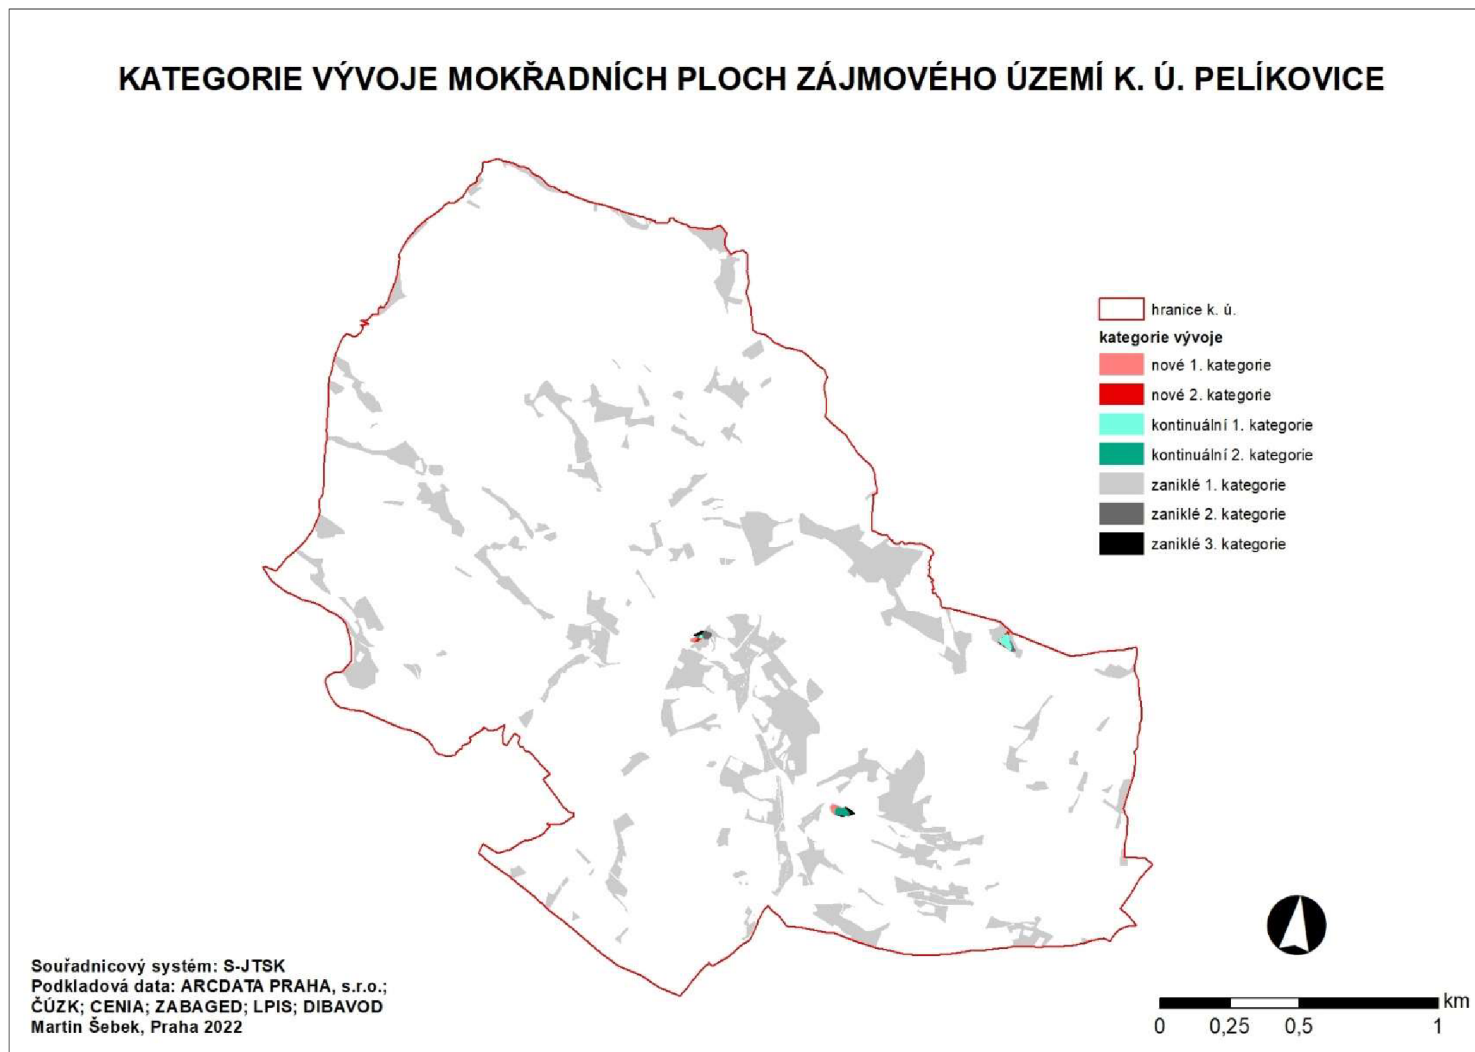 KATEGORIE VÝVOJE MOKŘADNÍCH PLOCH ZÁJMOVÉHO ÚZEMÍ K. Ú. PELÍKOVICE
hranice k. ú.
kategorie vývoje
nové 1. kategorie
nové 2. kategorie
kontinuální 1. kategorie
kontinuální 2. kategorie
zaniklé 1. kategorie
zaniklé 2. kategorie
zaniklé 3. kategorie
Souřadnicový systém: S-JTSK
Podkladová data: ARCDATA PRAHA, s.r.o.;
ČÚZK; CENIA; ZABAGED; LPIS; DIBAVOD
Martin Šebek, Praha 2022
km
0 0,25 0,5 1